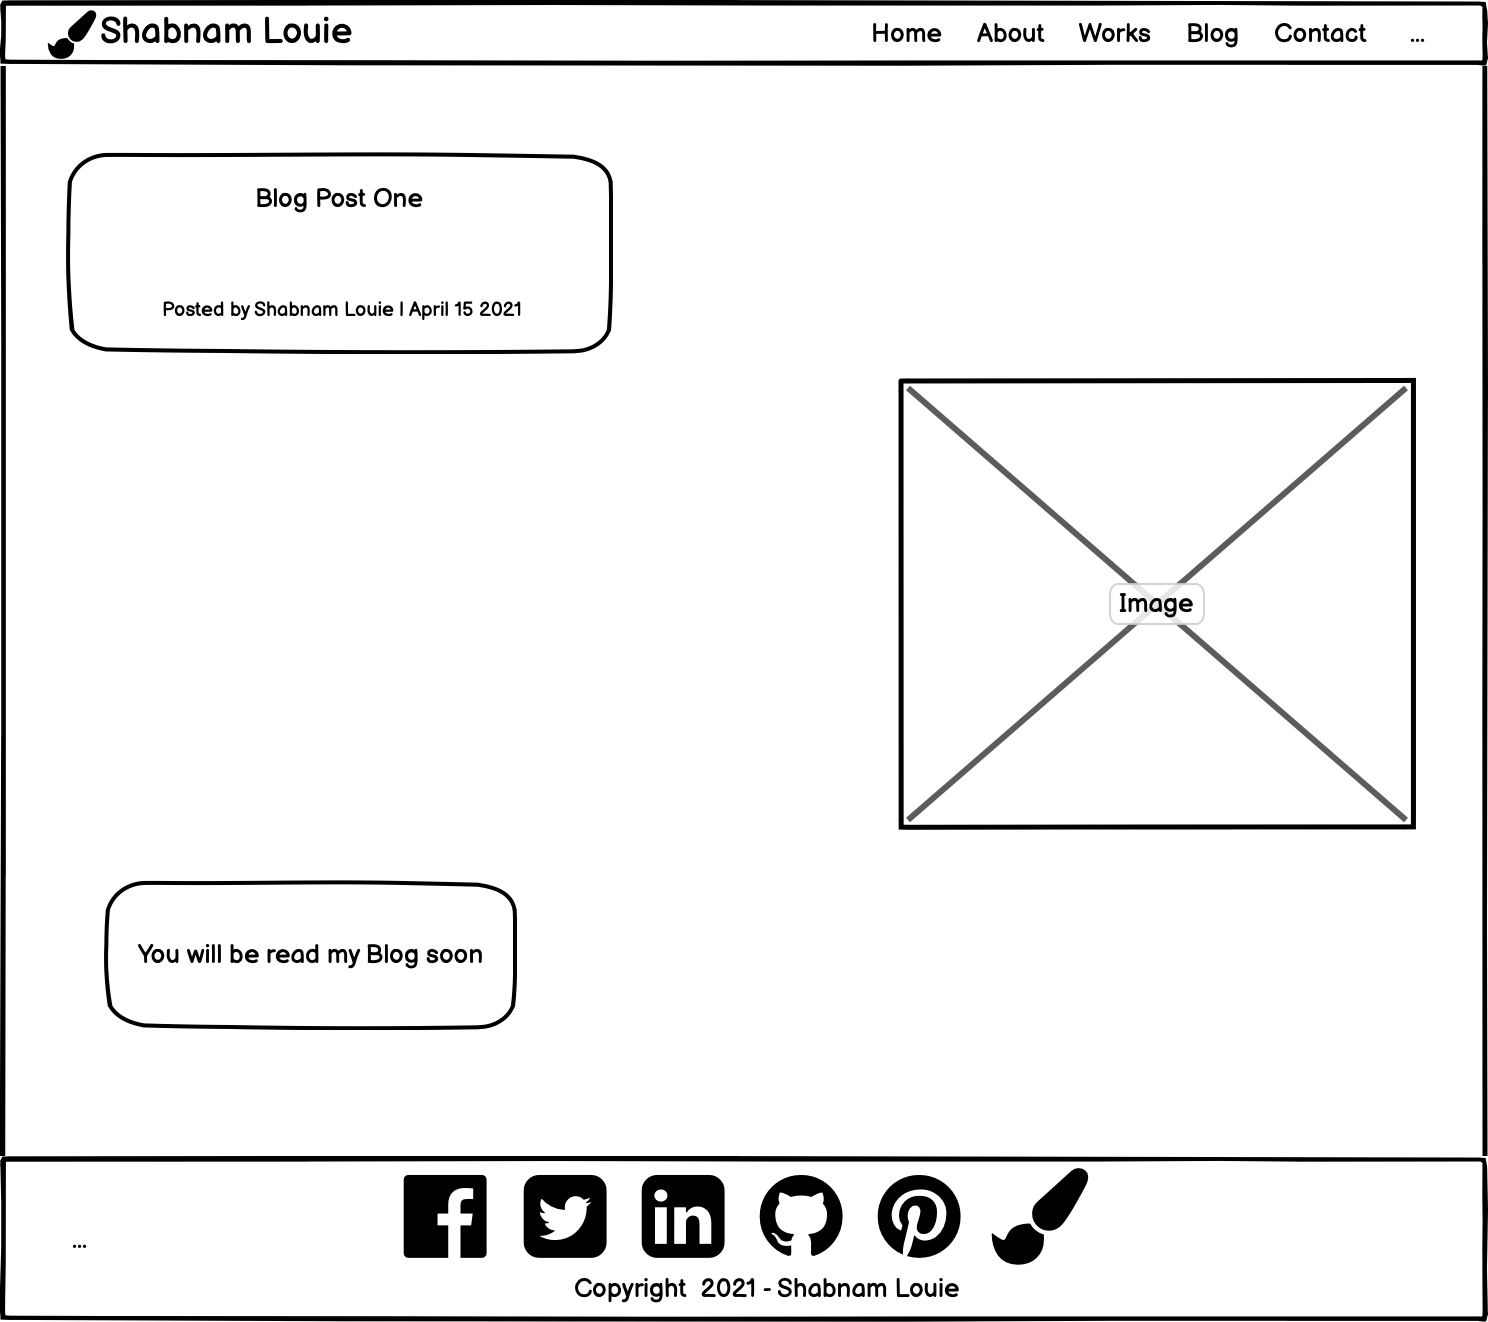 Shabnam Louie
Home About Works Blog Contact ...
Blog Post One
Posted by Shabnam Louie | April 15 2021
Image
You will be read my Blog soon
...
Copyright 2021 - Shabnam Louie